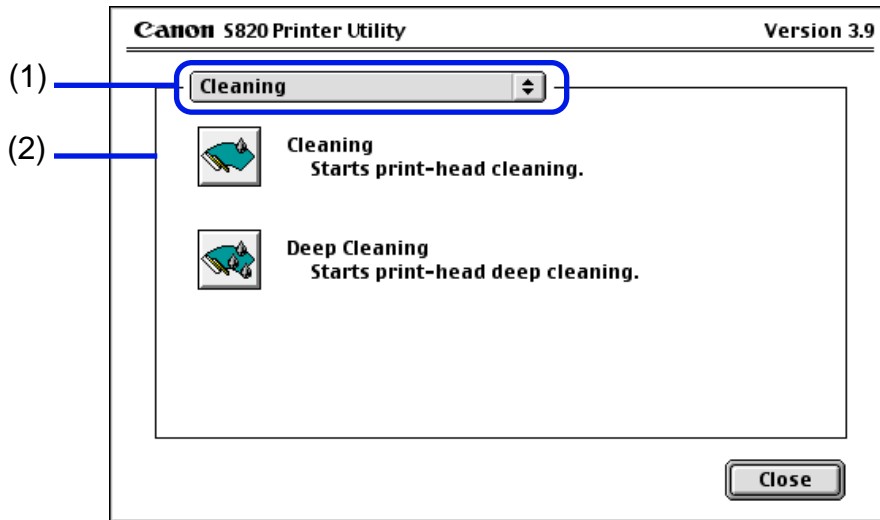 Canon S820 Printer Utility Version 3.9
(1)
Cleaning
(2)
Cleaning
Starts print-head cleaning.
Deep Cleaning
Starts print-head deep cleaning.
Close